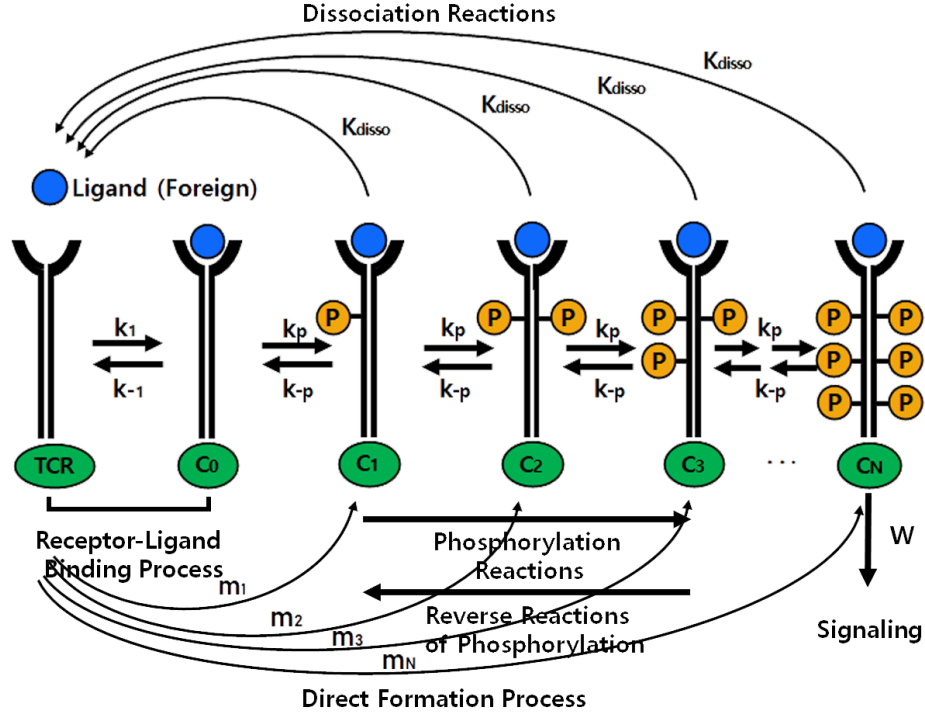 Dissociation Reactions
Kdisso
Kdisso
Kdisso
Kdisso
Ligand (Foreign)
P
P P
P P
P
P P
P P
P P
k1
k-1
kp
k-p
kp
k-p
kp
k-p
kp
k-p
TCR
C0
C1
C2
C3
...
CN
Receptor-Ligand
Binding Process
Phosphorylation
Reactions
Reverse Reactions
of Phosphorylation
W
Signaling
m1
m2
m3
mN
Direct Formation Process